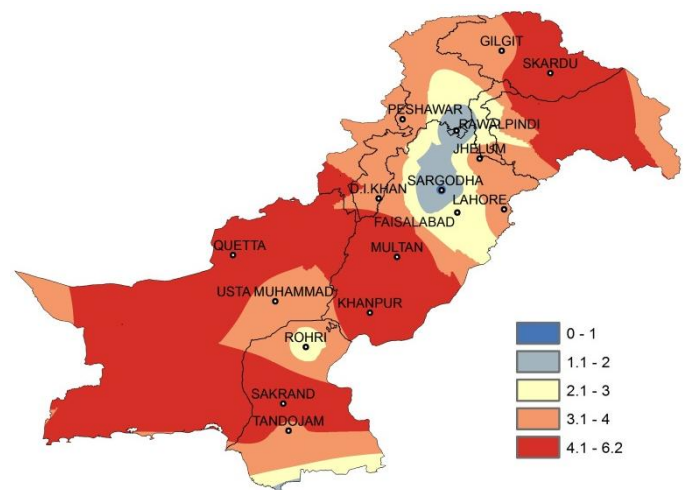 GILGIT
SKARDU
PESHAWAR
RAWALPINDI
JHELUM
SARGODHA
D.I.KHAN
LAHORE
FAISALABAD
QUETTA
MULTAN
USTA MUHAMMAD
KHANPUR
ROHRI
SAKRAND
TANDOJAM
0 - 1
1.1 - 2
2.1 - 3
3.1 - 4
4.1 - 6.2